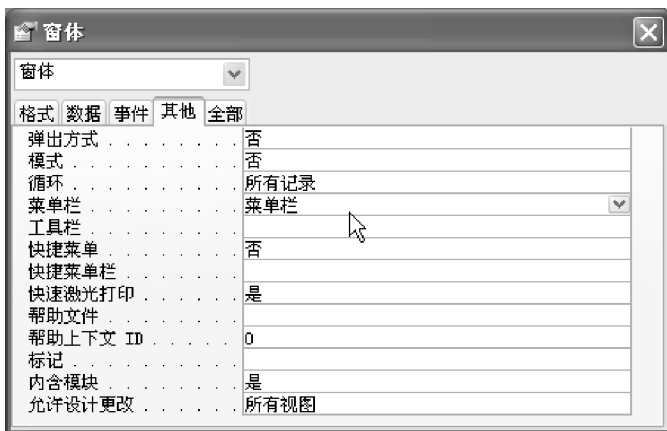 窗体
窗体
格式 数据 事件 其他 全部
弹出方式 . . . . . . . . 否
模式 . . . . . . . . . . 否
循环 . . . . . . . . . . 所有记录
菜单栏 . . . . . . . . . 菜单栏
工具栏 . . . . . . . . .
快捷菜单 . . . . . . . . 否
快捷菜单栏 . . . . . . .
快速激光打印 . . . . . . 是
帮助文件 . . . . . . . .
帮助上下文 ID . . . . . 0
标记 . . . . . . . . . .
内含模块 . . . . . . . . 是
允许设计更改 . . . . . . 所有视图